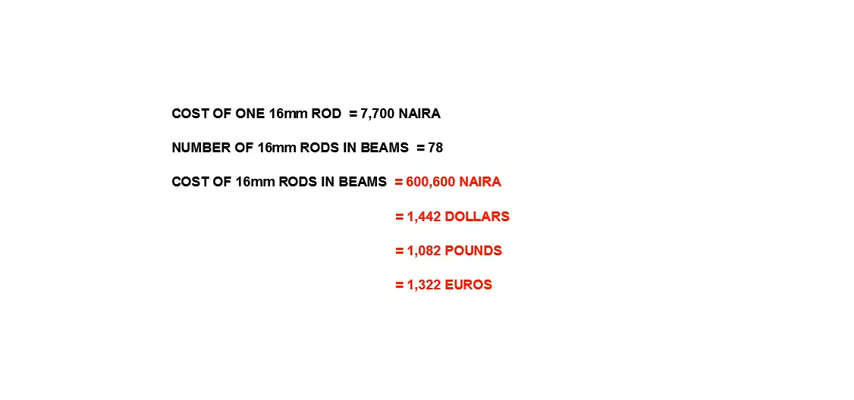 COST OF ONE 16mm ROD = 7,700 NAIRA
NUMBER OF 16mm RODS IN BEAMS = 78
COST OF 16mm RODS IN BEAMS = 600,600 NAIRA
= 1,442 DOLLARS
= 1,082 POUNDS
= 1,322 EUROS